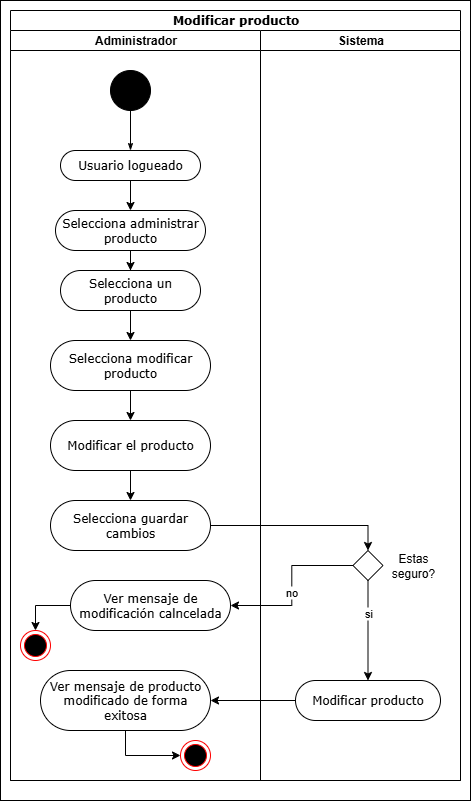 Modificar producto
Administrador
Sistema
Usuario logueado
Selecciona administrar
producto
Selecciona un
producto
Selecciona modificar
producto
Modificar el producto
Selecciona guardar
cambios
Estas
seguro?
no
si
Ver mensaje de
modificación calncelada
Ver mensaje de producto
modificado de forma
exitosa
Modificar producto